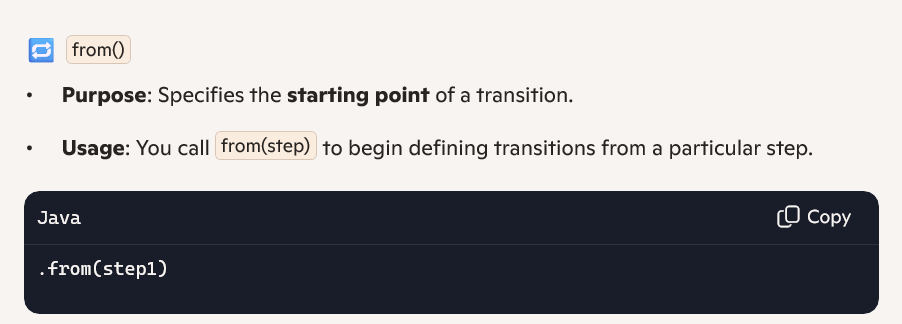 🔁 from()
• Purpose: Specifies the starting point of a transition.
• Usage: You call from(step) to begin defining transitions from a particular step.
Java Copy
.from(step1)